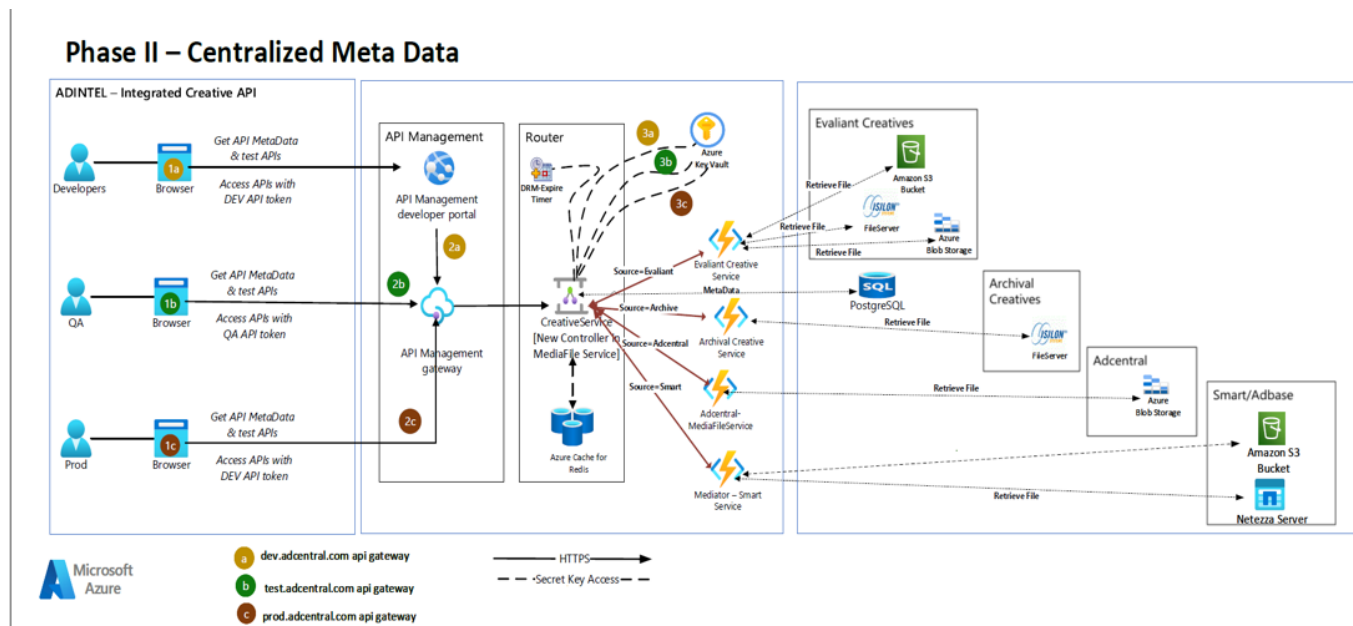 Phase II – Centralized Meta Data
ADINTEL – Integrated Creative API
Developers
1a
Browser
Get API MetaData
& test APIs
Access APIs with
DEV API token
QA
1b
Browser
Get API MetaData
& test APIs
Access APIs with
QA API token
Prod
1c
Browser
Get API MetaData
& test APIs
Access APIs with
DEV API token
API Management
API Management
developer portal
2a
2b
API Management
gateway
2c
Router
DRM-Expire
Timer
3a
3b
3c
Azure
Key Vault
CreativeService
[New Controller in
MediaFile Service]
Azure Cache for
Redis
Source=Evaliant
MetaData
Source=Archive
Source=Adcentral
Source=Smart
Evaliant Creative
Service
Archival Creative
Service
Adcentral-
MediaFileService
Mediator – Smart
Service
Evaliant Creatives
Amazon S3
Bucket
Retrieve File
ISILON
FileServer
Retrieve File
Azure
Blob Storage
Retrieve File
SQL
PostgreSQL
Archival
Creatives
ISILON
FileServer
Retrieve File
Adcentral
Azure
Blob Storage
Retrieve File
Smart/Adbase
Amazon S3
Bucket
Netezza Server
Retrieve File
Microsoft
Azure
a dev.adcentral.com api gateway
b test.adcentral.com api gateway
c prod.adcentral.com api gateway
HTTPS
Secret Key Access